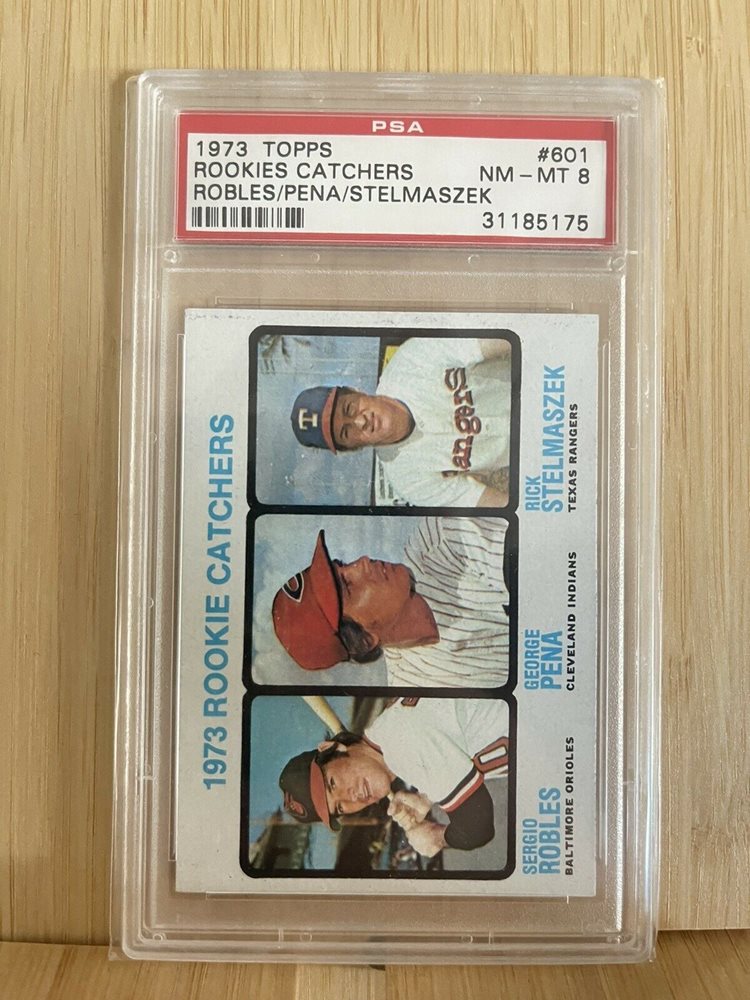 PSA
1973 TOPPS #601
ROOKIES CATCHERS NM - MT 8
ROBLES/PENA/STELMASZEK
31185175
1973 ROOKIE CATCHERS
SERGIO
ROBLES
BALTIMORE ORIOLES
GEORGE
PENA
CLEVELAND INDIANS
RICK
STELMASZEK
TEXAS RANGERS
T
angers